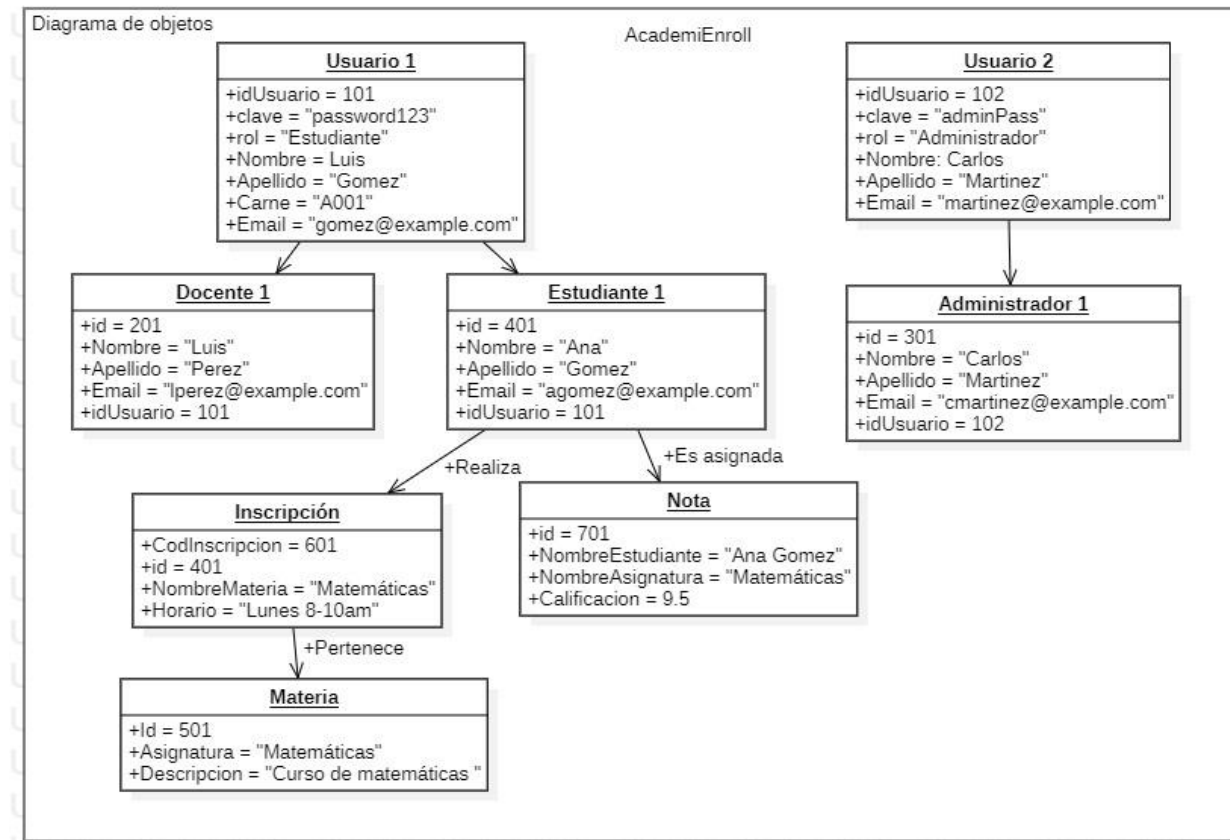 Diagrama de objetos
AcademiEnroll
Usuario 1
+idUsuario = 101
+clave = "password123"
+rol = "Estudiante"
+Nombre = Luis
+Apellido = "Gomez"
+Carne = "A001"
+Email = "gomez@example.com"
Usuario 2
+idUsuario = 102
+clave = "adminPass"
+rol = "Administrador"
+Nombre: Carlos
+Apellido = "Martinez"
+Email = "martinez@example.com"
Docente 1
+id = 201
+Nombre = "Luis"
+Apellido = "Perez"
+Email = "lperez@example.com"
+idUsuario = 101
Estudiante 1
+id = 401
+Nombre = "Ana"
+Apellido = "Gomez"
+Email = "agomez@example.com"
+idUsuario = 101
Administrador 1
+id = 301
+Nombre = "Carlos"
+Apellido = "Martinez"
+Email = "cmartinez@example.com"
+idUsuario = 102
+Realiza
+Es asignada
Inscripción
+CodInscripcion = 601
+id = 401
+NombreMateria = "Matemáticas"
+Horario = "Lunes 8-10am"
Nota
+id = 701
+NombreEstudiante = "Ana Gomez"
+NombreAsignatura = "Matemáticas"
+Calificacion = 9.5
+Pertenece
Materia
+Id = 501
+Asignatura = "Matemáticas"
+Descripcion = "Curso de matemáticas "